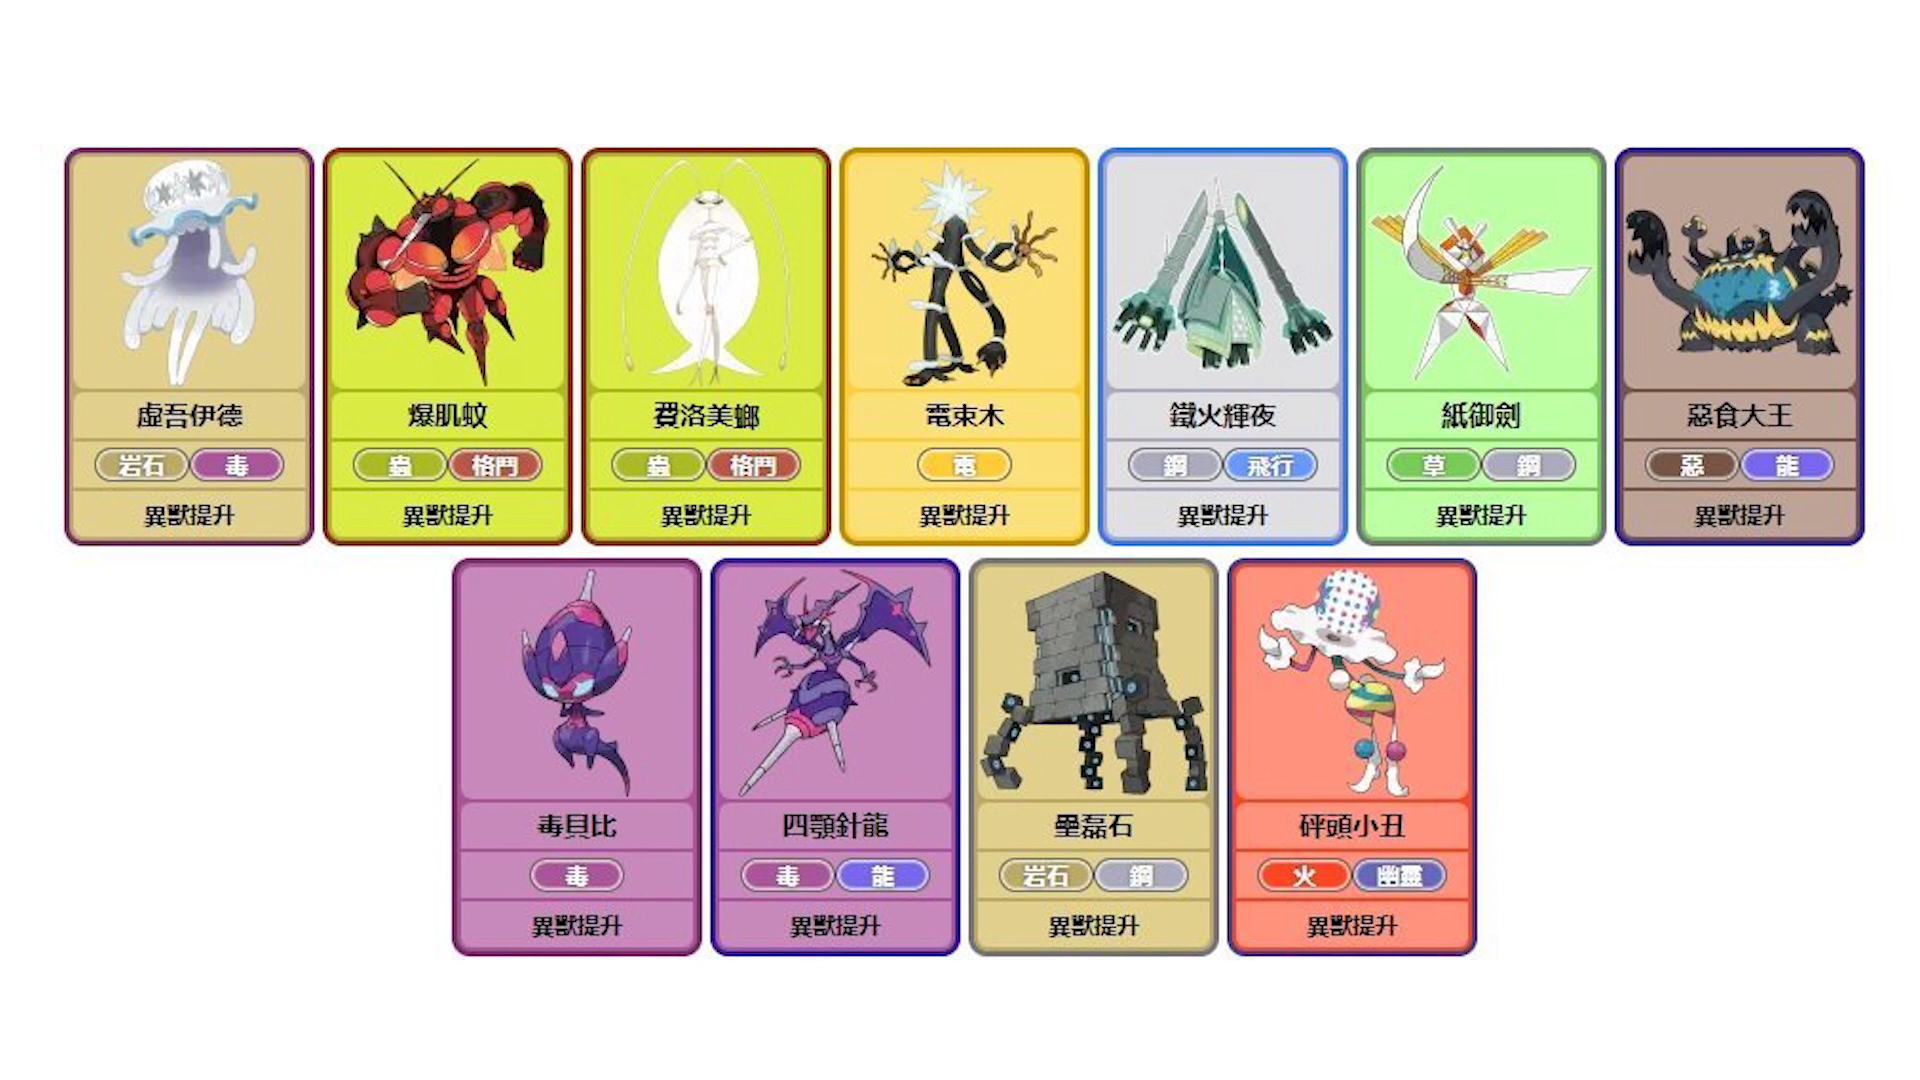 虛吾伊德 爆肌蚊 費洛美螂 電束木 鐵火輝夜 紙御劍 惡食大王
岩石 毒 蟲 格鬥 蟲 格鬥 電 鋼 飛行 草 鋼 惡 龍
異獸提升 異獸提升 異獸提升 異獸提升 異獸提升 異獸提升 異獸提升
毒貝比 四顎針龍 壘磊石 砰頭小丑
毒 毒 龍 岩石 鋼 火 幽靈
異獸提升 異獸提升 異獸提升 異獸提升